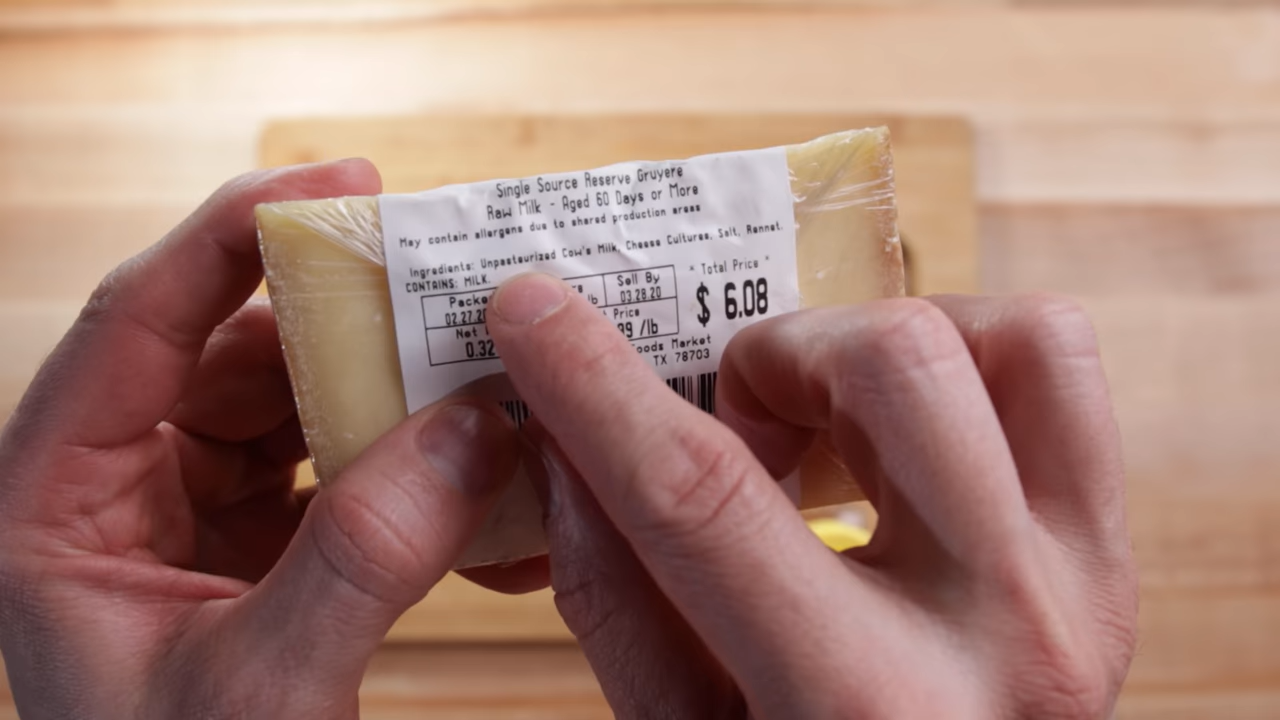 Single Source Reserve Gruyere
Raw Milk - Aged 60 Days or More
May contain allergens due to shared production areas
Ingredients: Unpasteurized Cow's Milk, Cheese Cultures, Salt, Rennet.
CONTAINS: MILK.
Sell By
03.28.20
* Total Price *
$ 6.08
Price
/lb
Net
Market
TX 78703